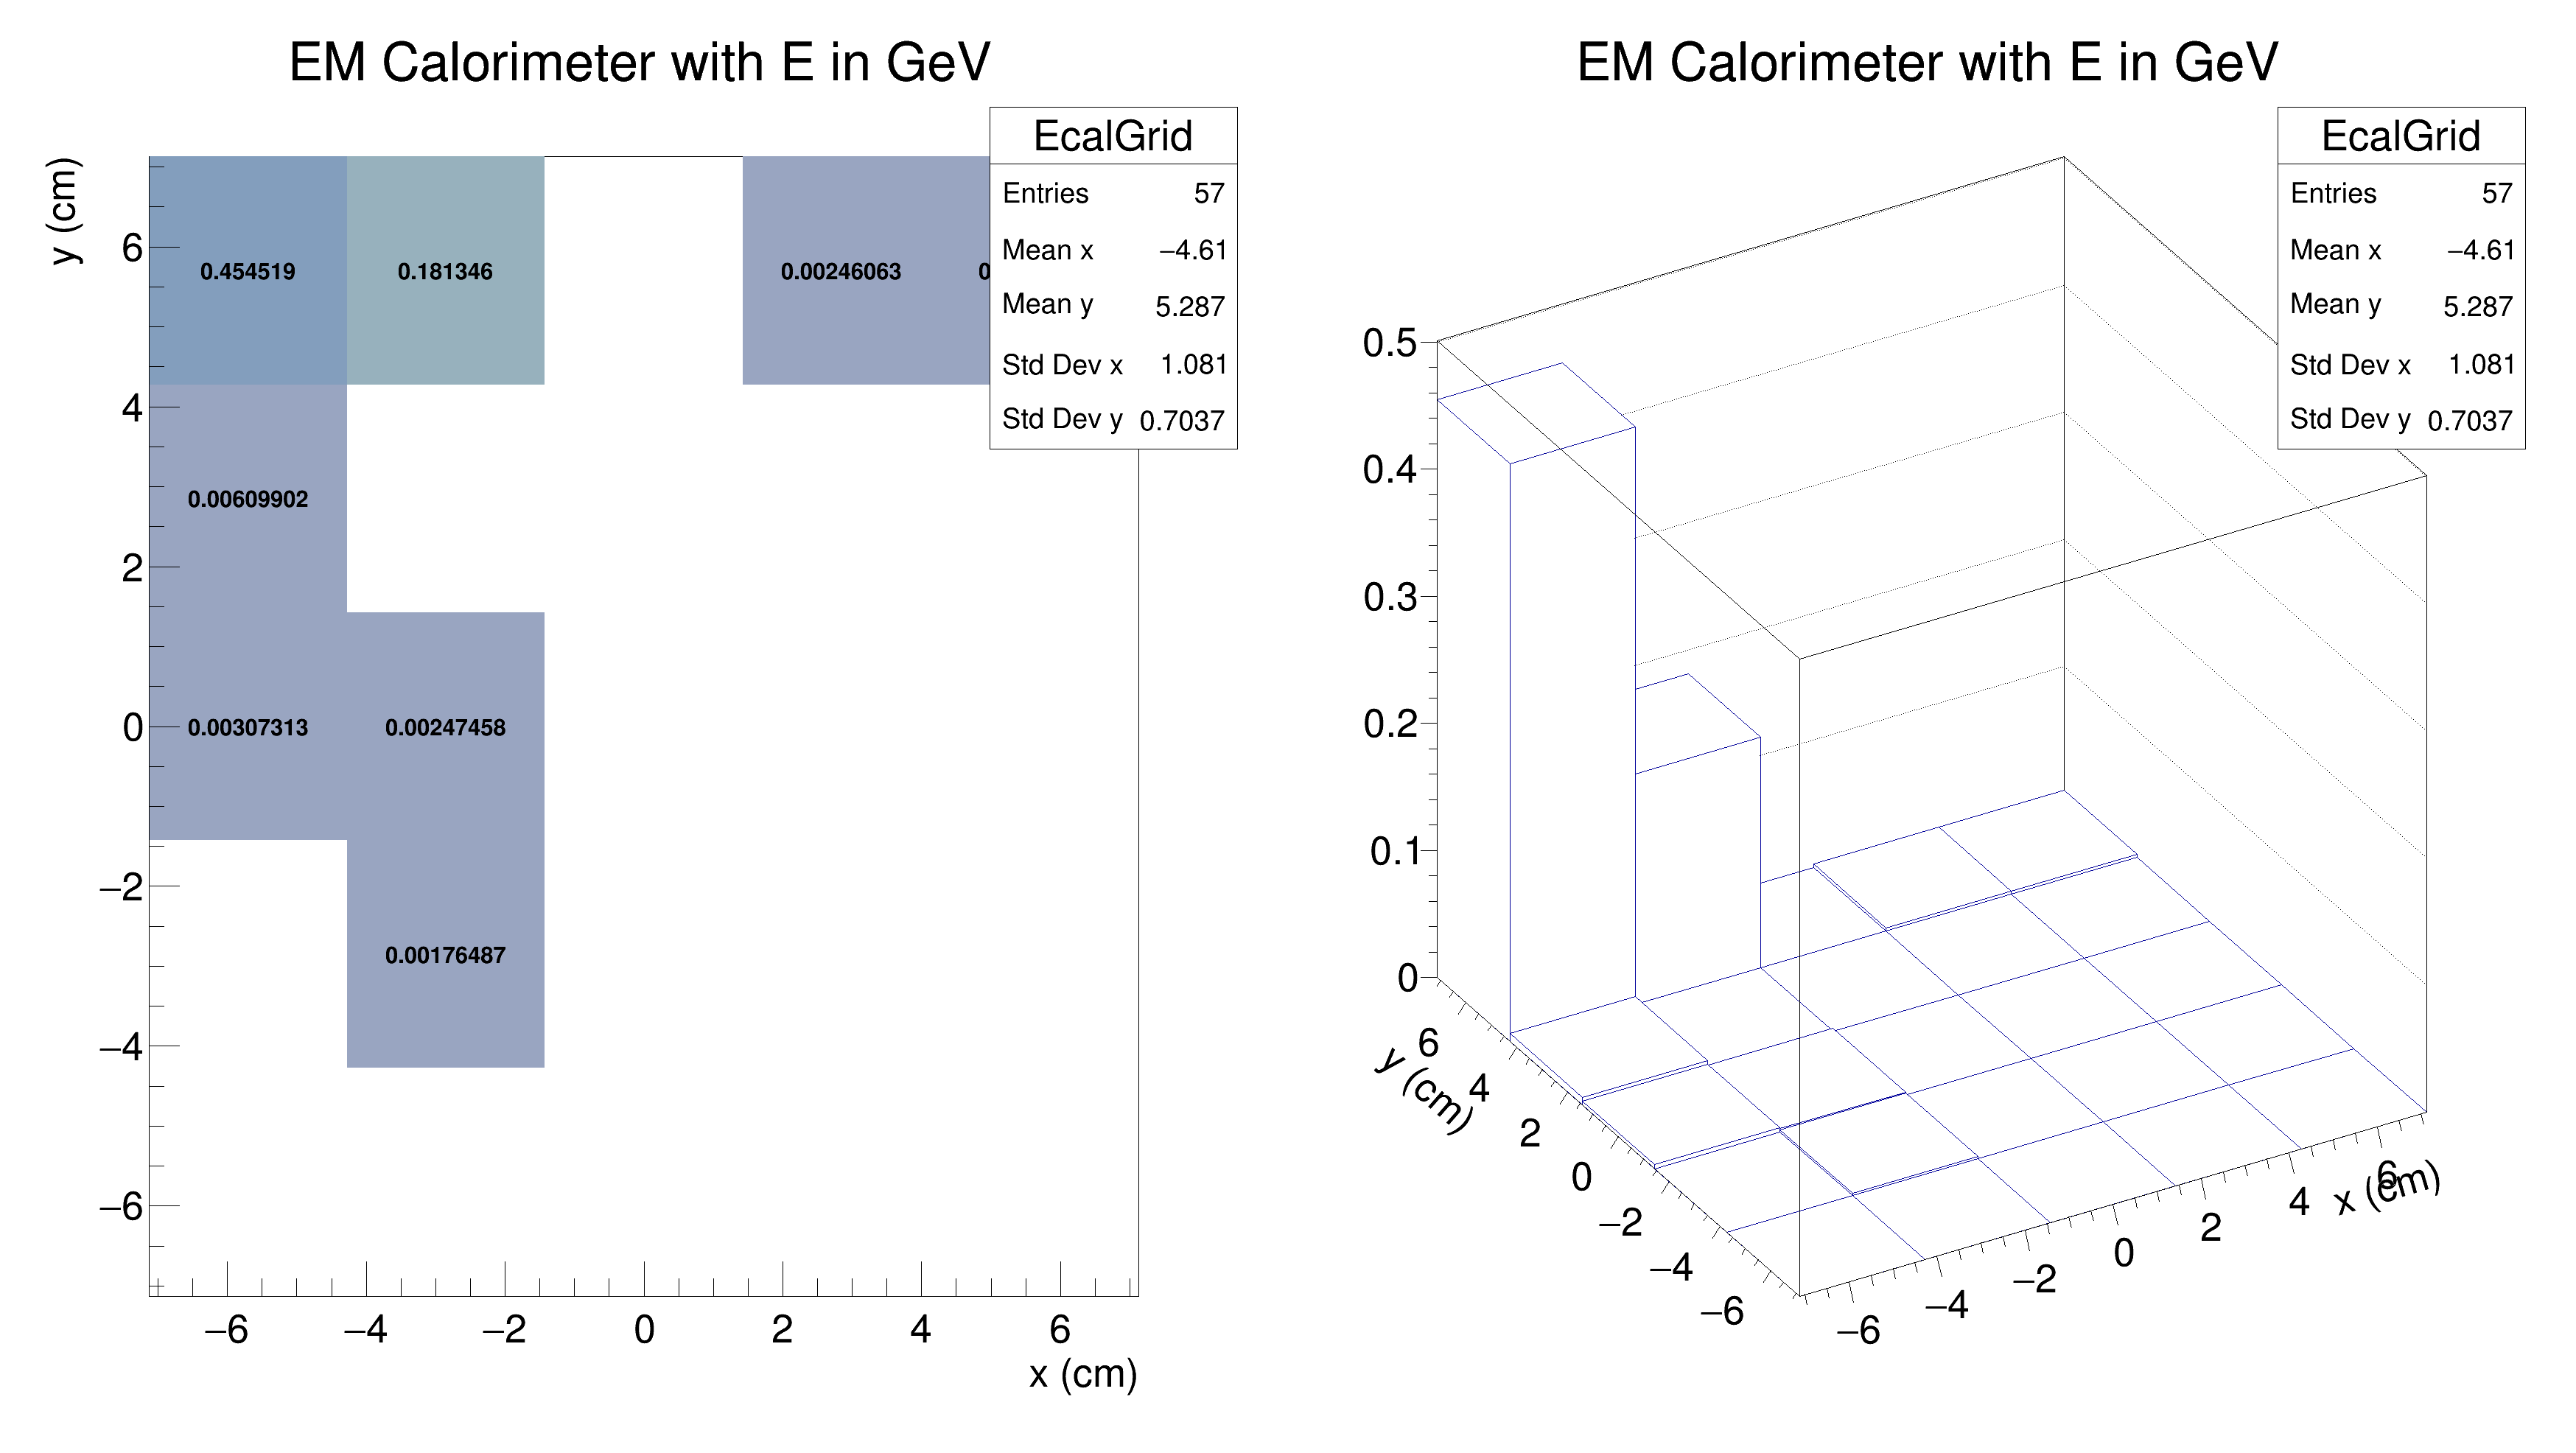 EM Calorimeter with E in GeV
EcalGrid
Entries 57
Mean x −4.61
Mean y 5.287
Std Dev x 1.081
Std Dev y 0.7037
y (cm)
6
4
2
0
−2
−4
−6
0.454519 0.181346 0.00246063 0
0.00609902
0.00307313 0.00247458
0.00176487
−6 −4 −2 0 2 4 6
x (cm)
EM Calorimeter with E in GeV
EcalGrid
Entries 57
Mean x −4.61
Mean y 5.287
Std Dev x 1.081
Std Dev y 0.7037
0.5
0.4
0.3
0.2
0.1
0
6
4
2
0
−2
−4
−6
y (cm)
−6 −4 −2 0 2 4 6
x (cm)